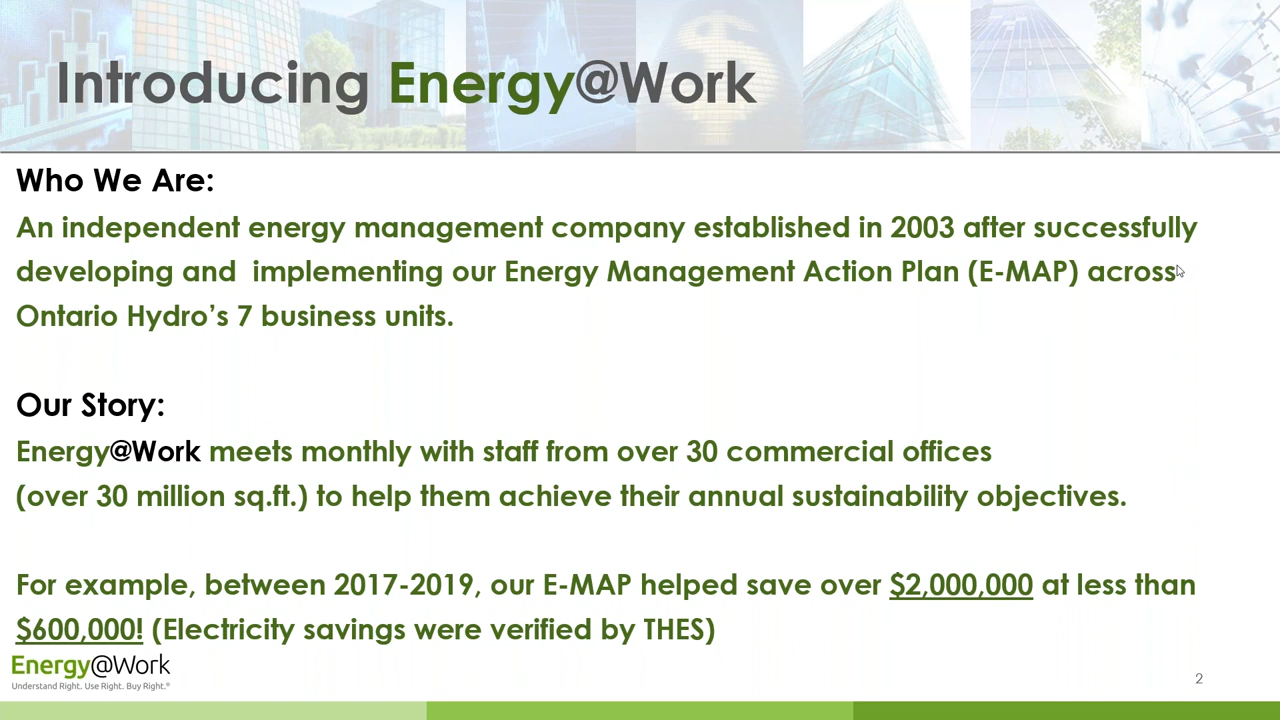 Introducing Energy@Work
Who We Are:
An independent energy management company established in 2003 after successfully
developing and  implementing our Energy Management Action Plan (E-MAP) across
Ontario Hydro’s 7 business units.
Our Story:
Energy@Work meets monthly with staff from over 30 commercial offices
(over 30 million sq.ft.) to help them achieve their annual sustainability objectives.
For example, between 2017-2019, our E-MAP helped save over $2,000,000 at less than
$600,000! (Electricity savings were verified by THES)
Energy@Work
Understand Right. Use Right. Buy Right.®
2